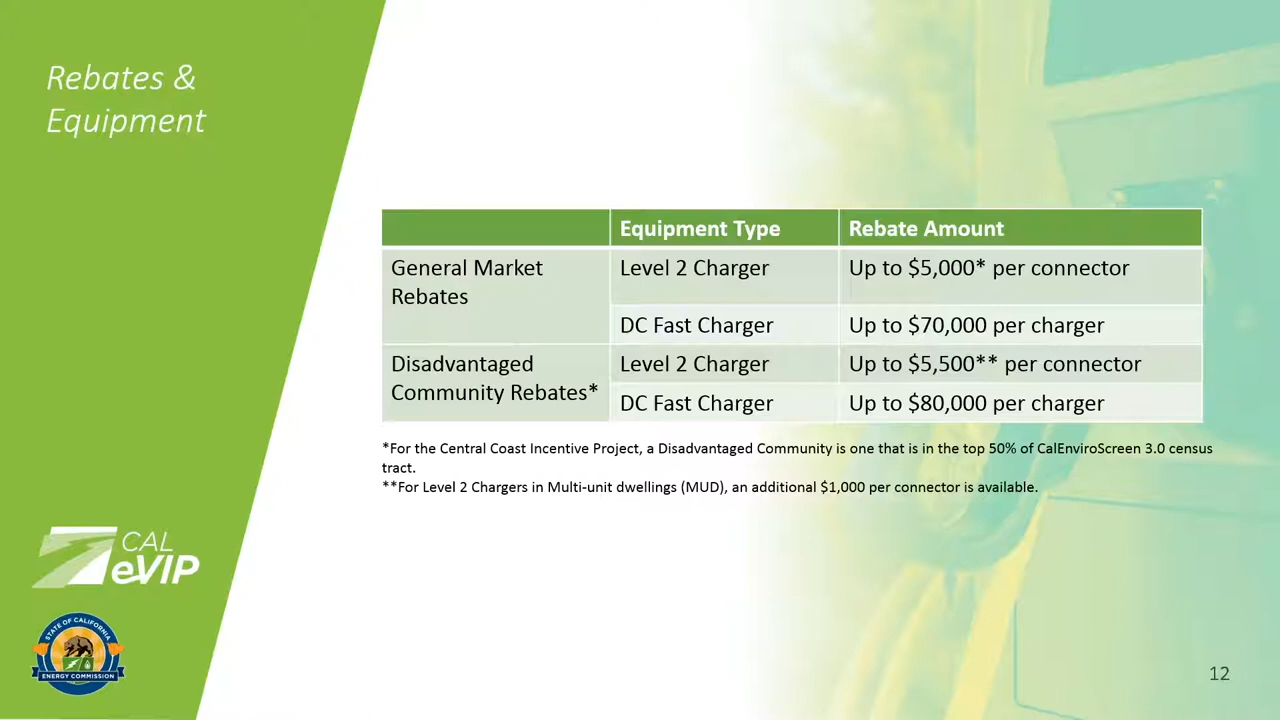 Rebates &
Equipment
Equipment Type
Rebate Amount
General Market
Rebates
Level 2 Charger
Up to $5,000* per connector
DC Fast Charger
Up to $70,000 per charger
Disadvantaged
Community Rebates*
Level 2 Charger
Up to $5,500** per connector
DC Fast Charger
Up to $80,000 per charger
*For the Central Coast Incentive Project, a Disadvantaged Community is one that is in the top 50% of CalEnviroScreen 3.0 census
tract.
**For Level 2 Chargers in Multi-unit dwellings (MUD), an additional $1,000 per connector is available.
CAL
eVIP
STATE OF CALIFORNIA
ENERGY COMMISSION
12